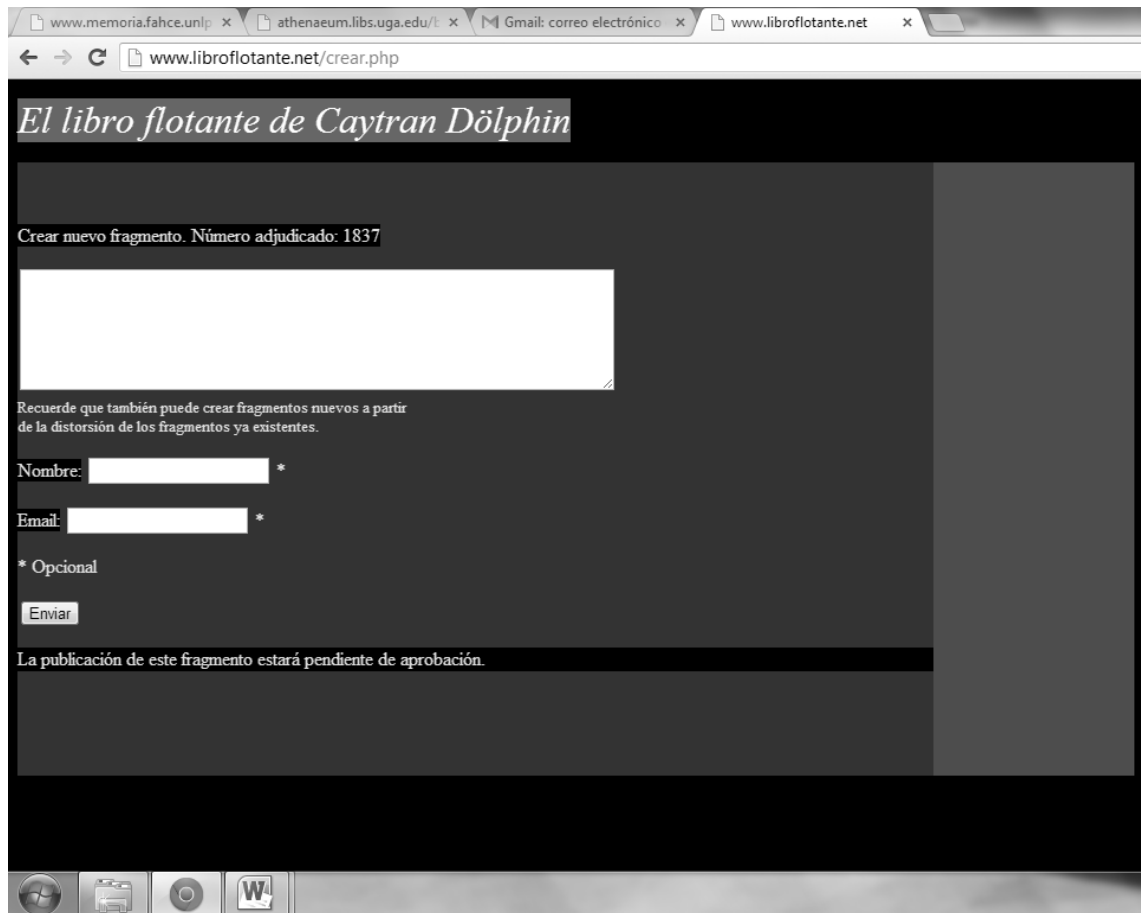 www.memoria.fahce.unlp
athenaeum.libs.uga.edu/b
Gmail: correo electrónico
www.libroflotante.net
www.libroflotante.net/crear.php
El libro flotante de Caytran Dölphin
Crear nuevo fragmento. Número adjudicado: 1837
Recuerde que también puede crear fragmentos nuevos a partir
de la distorsión de los fragmentos ya existentes.
Nombre: *
Email: *
* Opcional
Enviar
La publicación de este fragmento estará pendiente de aprobación.
W